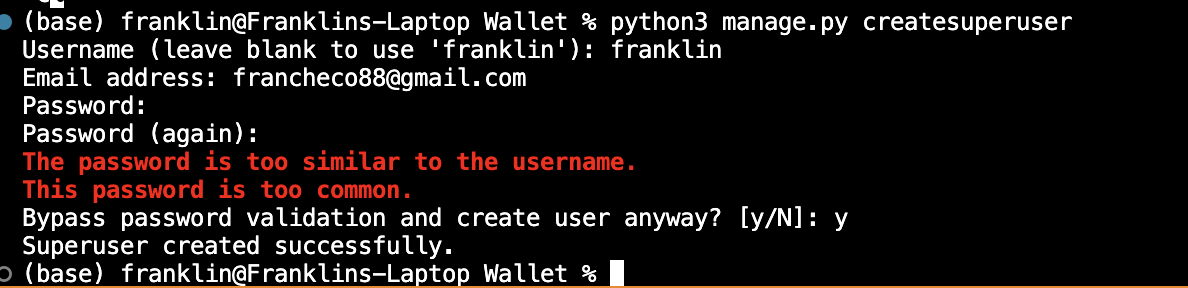 (base) franklin@Franklins-Laptop Wallet % python3 manage.py createsuperuser
Username (leave blank to use 'franklin'): franklin
Email address: francheco88@gmail.com
Password:
Password (again):
The password is too similar to the username.
This password is too common.
Bypass password validation and create user anyway? [y/N]: y
Superuser created successfully.
(base) franklin@Franklins-Laptop Wallet %